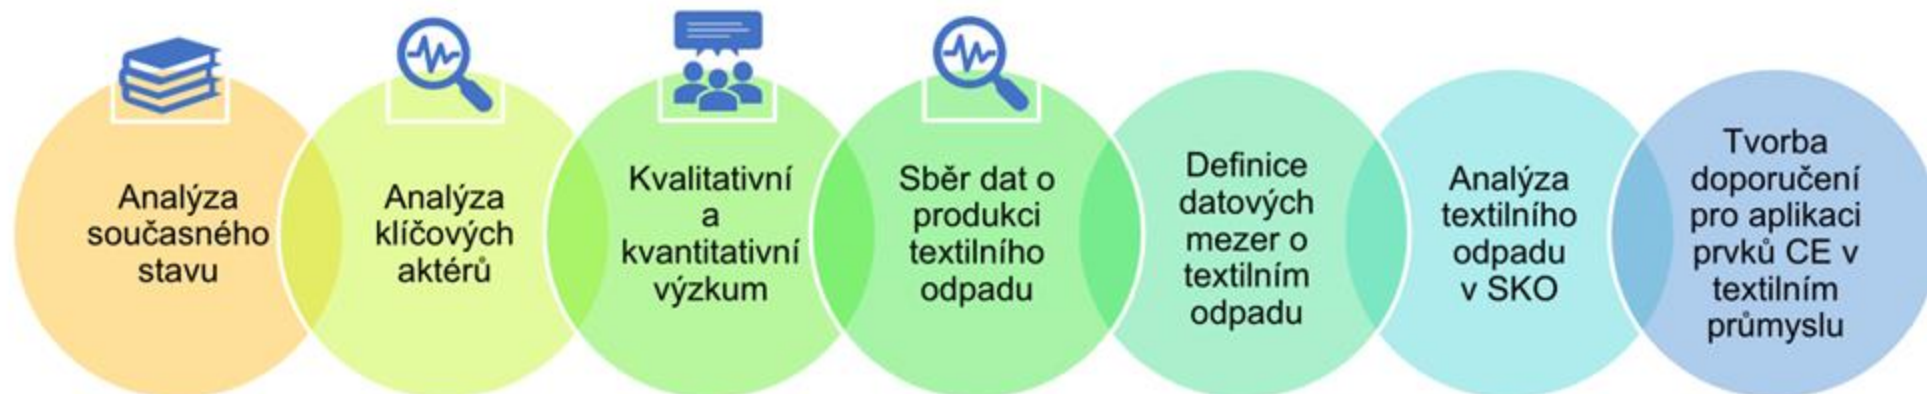 Analýza
současného
stavu
Analýza
klíčových
aktérů
Kvalitativní
a
kvantitativní
výzkum
Sběr dat o
produkci
textilního
odpadu
Definice
datových
mezer o
textilním
odpadu
Analýza
textilního
odpadu
v SKO
Tvorba
doporučení
pro aplikaci
prvků CE v
textilním
průmyslu